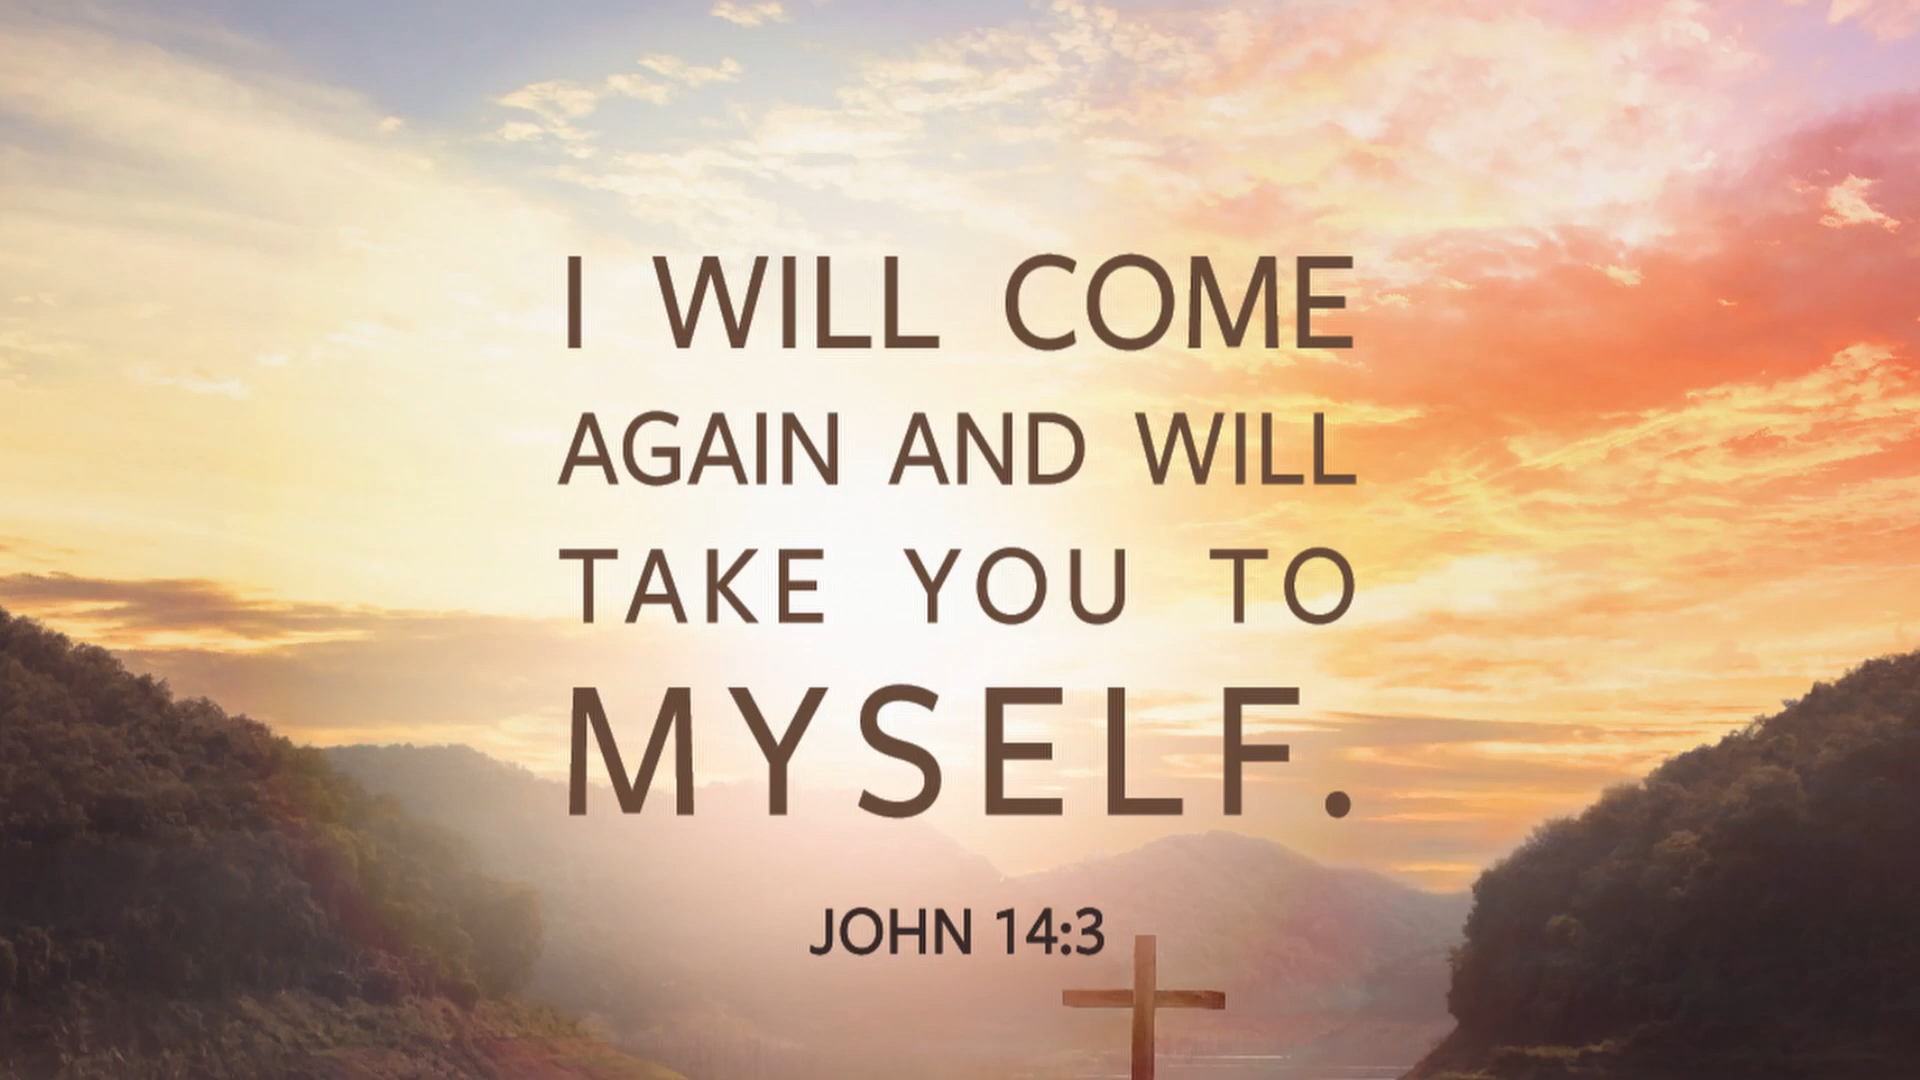 I WILL COME
AGAIN AND WILL
TAKE YOU TO
MYSELF.
JOHN 14:3